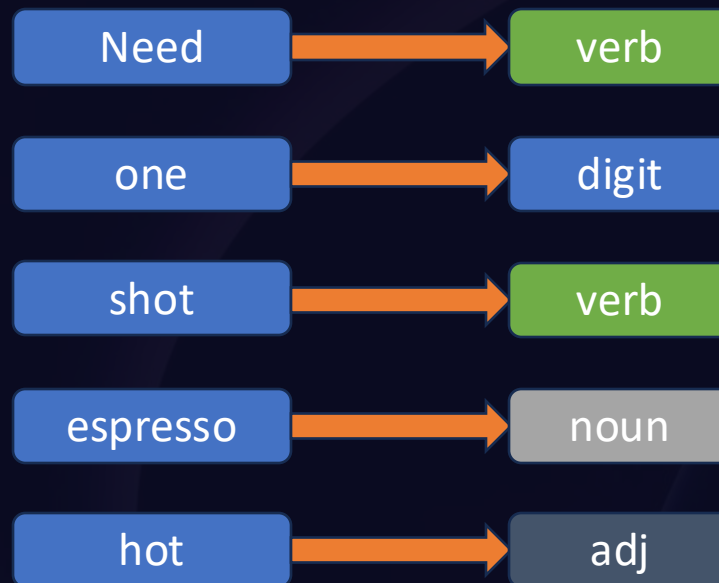 Need verb
one digit
shot verb
espresso noun
hot adj